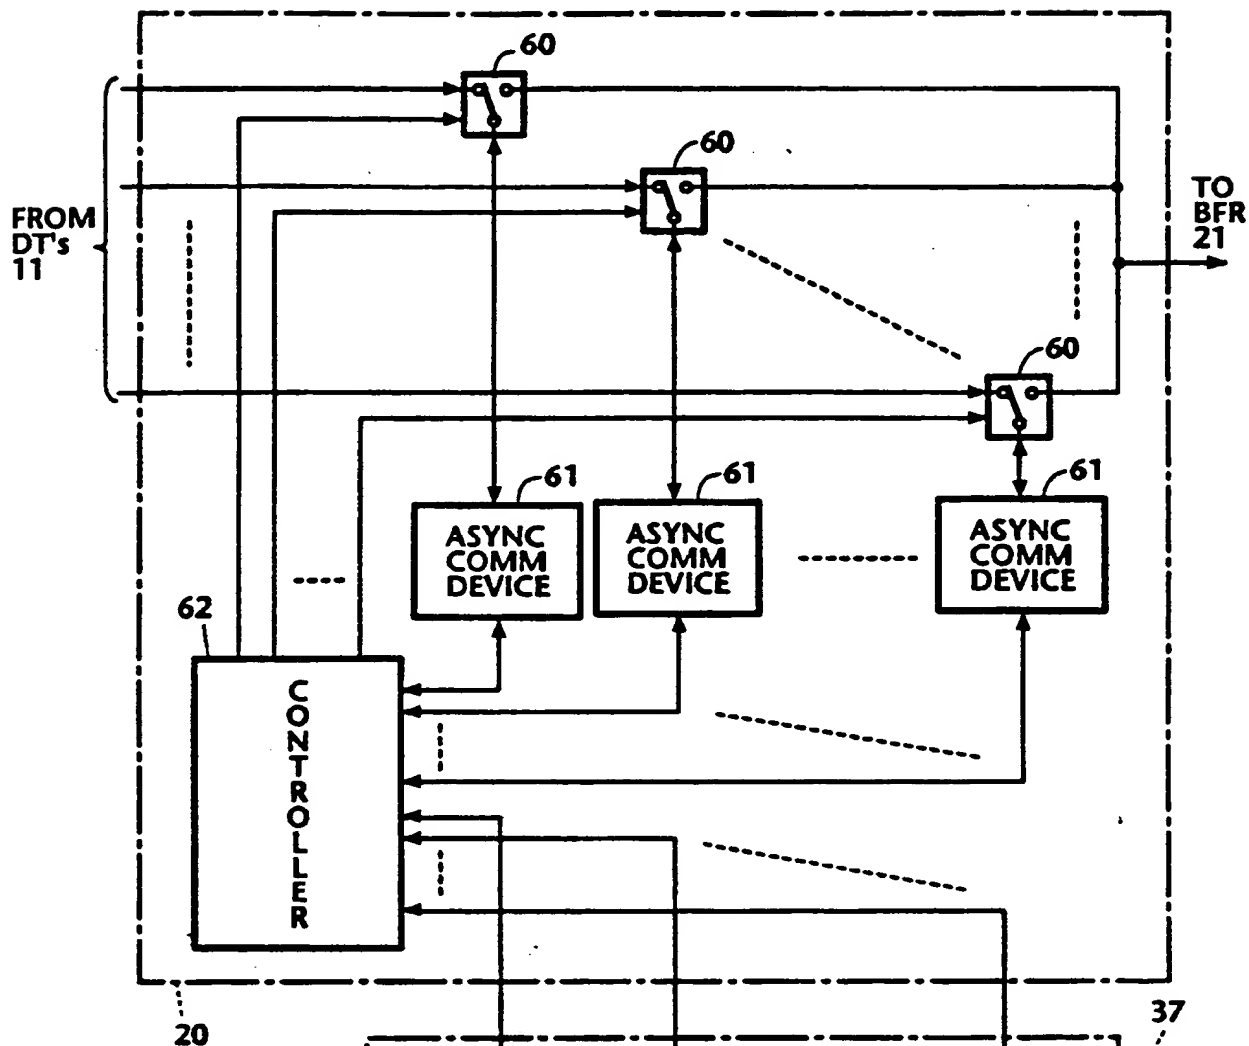 60
60
FROM
DT's
11
TO
BFR
21
60
61
61
61
ASYNC
COMM
DEVICE
ASYNC
COMM
DEVICE
ASYNC
COMM
DEVICE
62
CONTROLLER
20
37